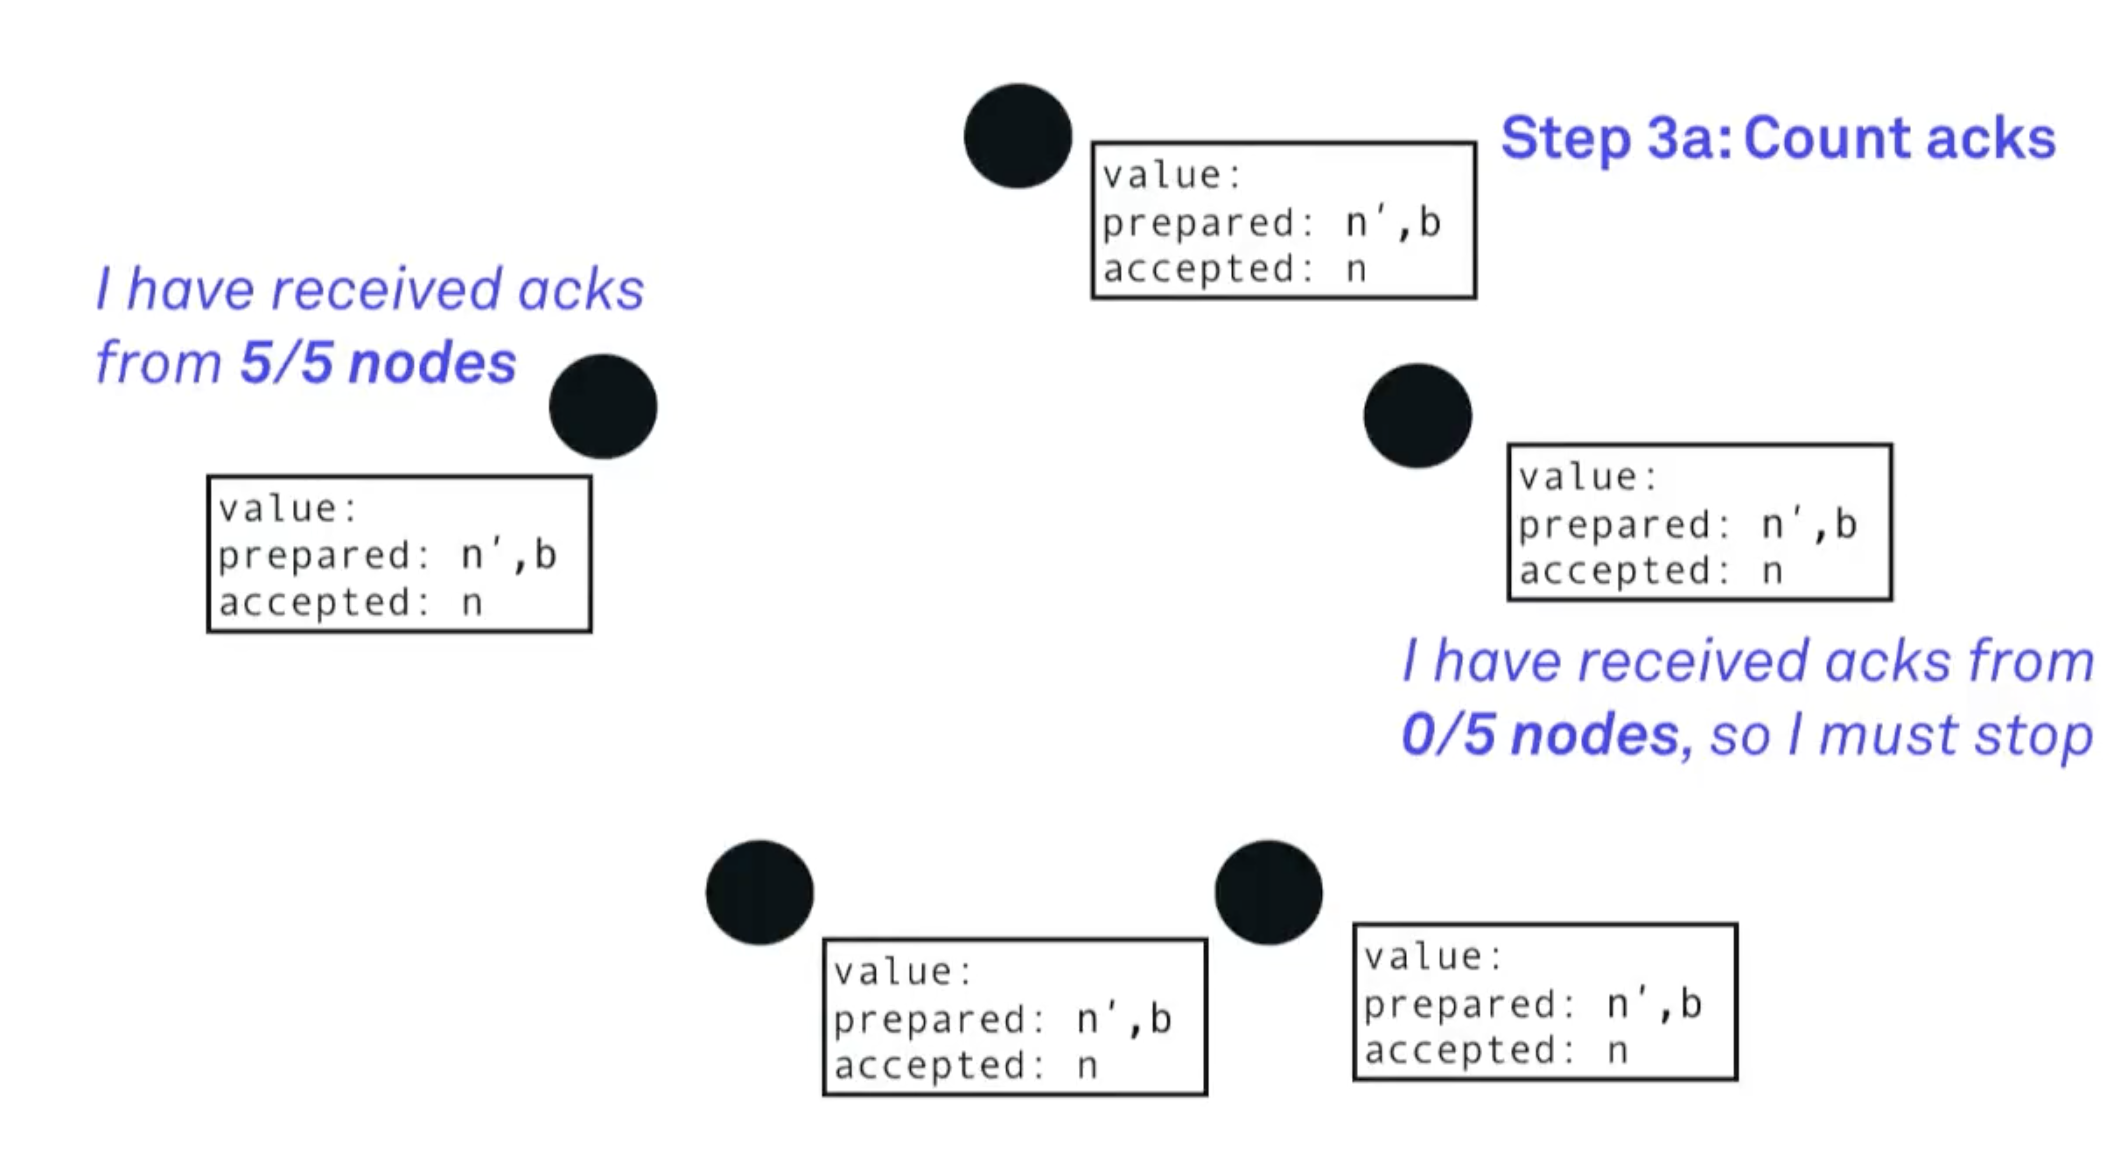 Step 3a: Count acks
value:
prepared: n′,b
accepted: n
I have received acks
from 5/5 nodes
value:
prepared: n′,b
accepted: n
value:
prepared: n′,b
accepted: n
I have received acks from
0/5 nodes, so I must stop
value:
prepared: n′,b
accepted: n
value:
prepared: n′,b
accepted: n